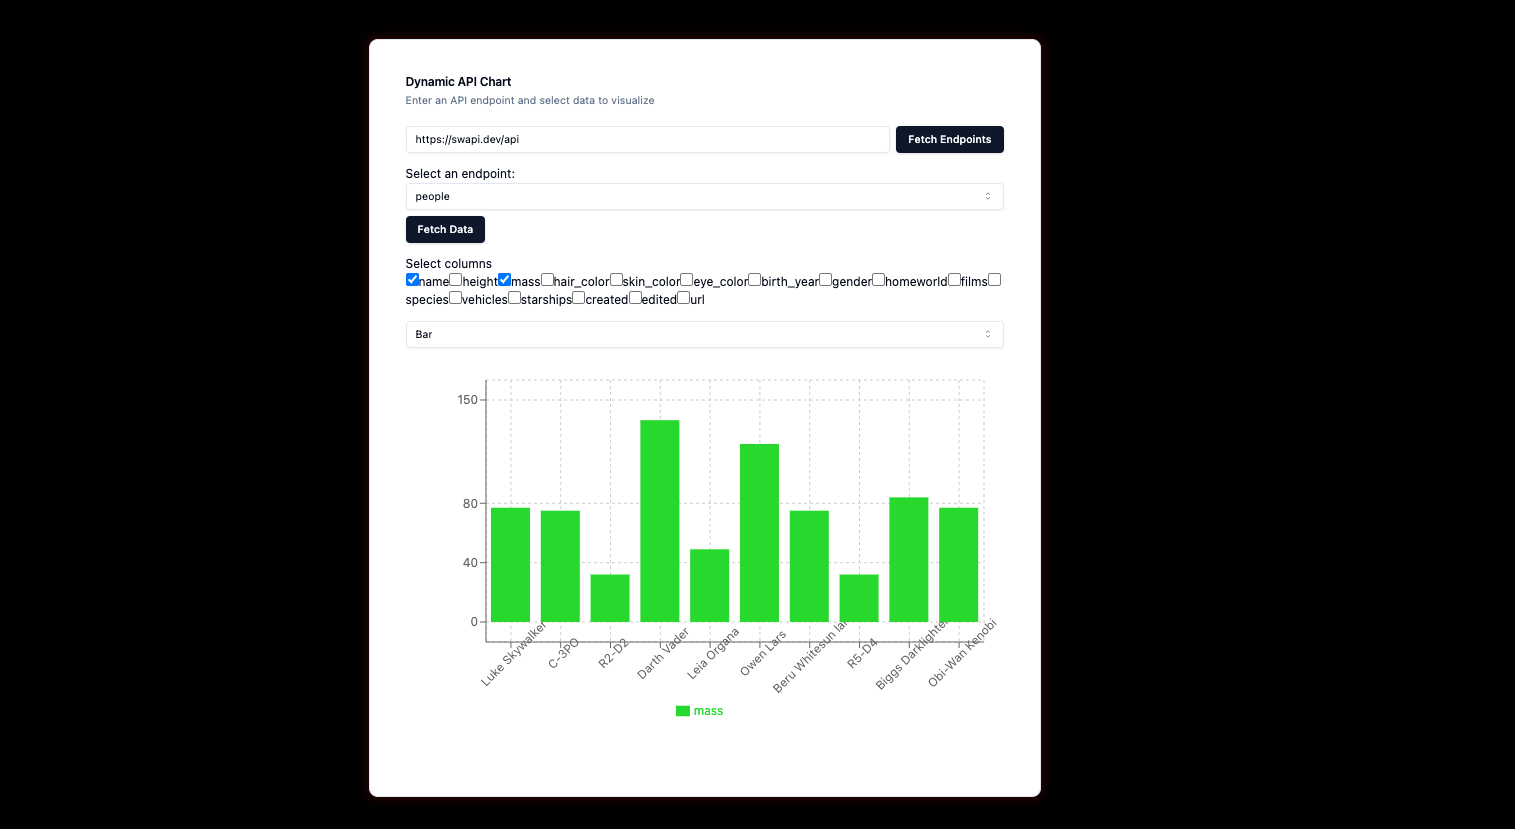 Dynamic API Chart
Enter an API endpoint and select data to visualize
https://swapi.dev/api
Fetch Endpoints
Select an endpoint:
people
Fetch Data
Select columns
name height mass hair_color skin_color eye_color birth_year gender homeworld films
species vehicles starships created edited url
Bar
150
80
40
0
Luke Skywalker
C-3PO
R2-D2
Darth Vader
Leia Organa
Owen Lars
Beru Whitesun lar
R5-D4
Biggs Darklighter
Obi-Wan Kenobi
mass